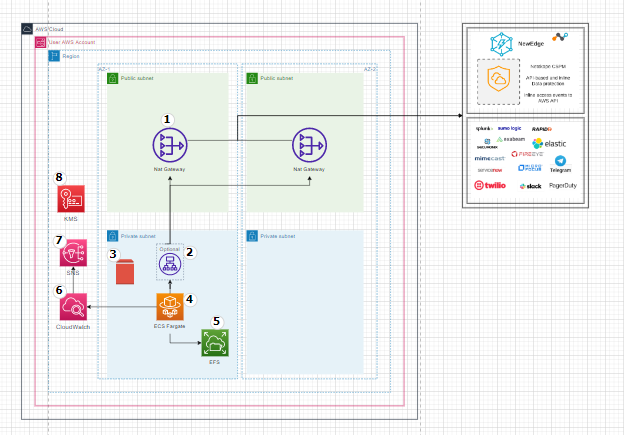 AWS Cloud
User AWS Account
Region
AZ-1
AZ-2
Public subnet
Public subnet
1
Nat Gateway
Nat Gateway
8
KMS
Private subnet
Private subnet
7
SNS
3
Optional
2
6
CloudWatch
4
ECS Fargate
5
EFS
NewEdge
Netskope CSPM
API-based and Inline
Data protection
Inline access events to
AWS API
splunk>
sumo logic
RAPID7
SECUREWORKS
exabeam
elastic
mimecast
FIREEYE
servicenow
MICRO
FOCUS
Telegram
twilio
slack
PagerDuty